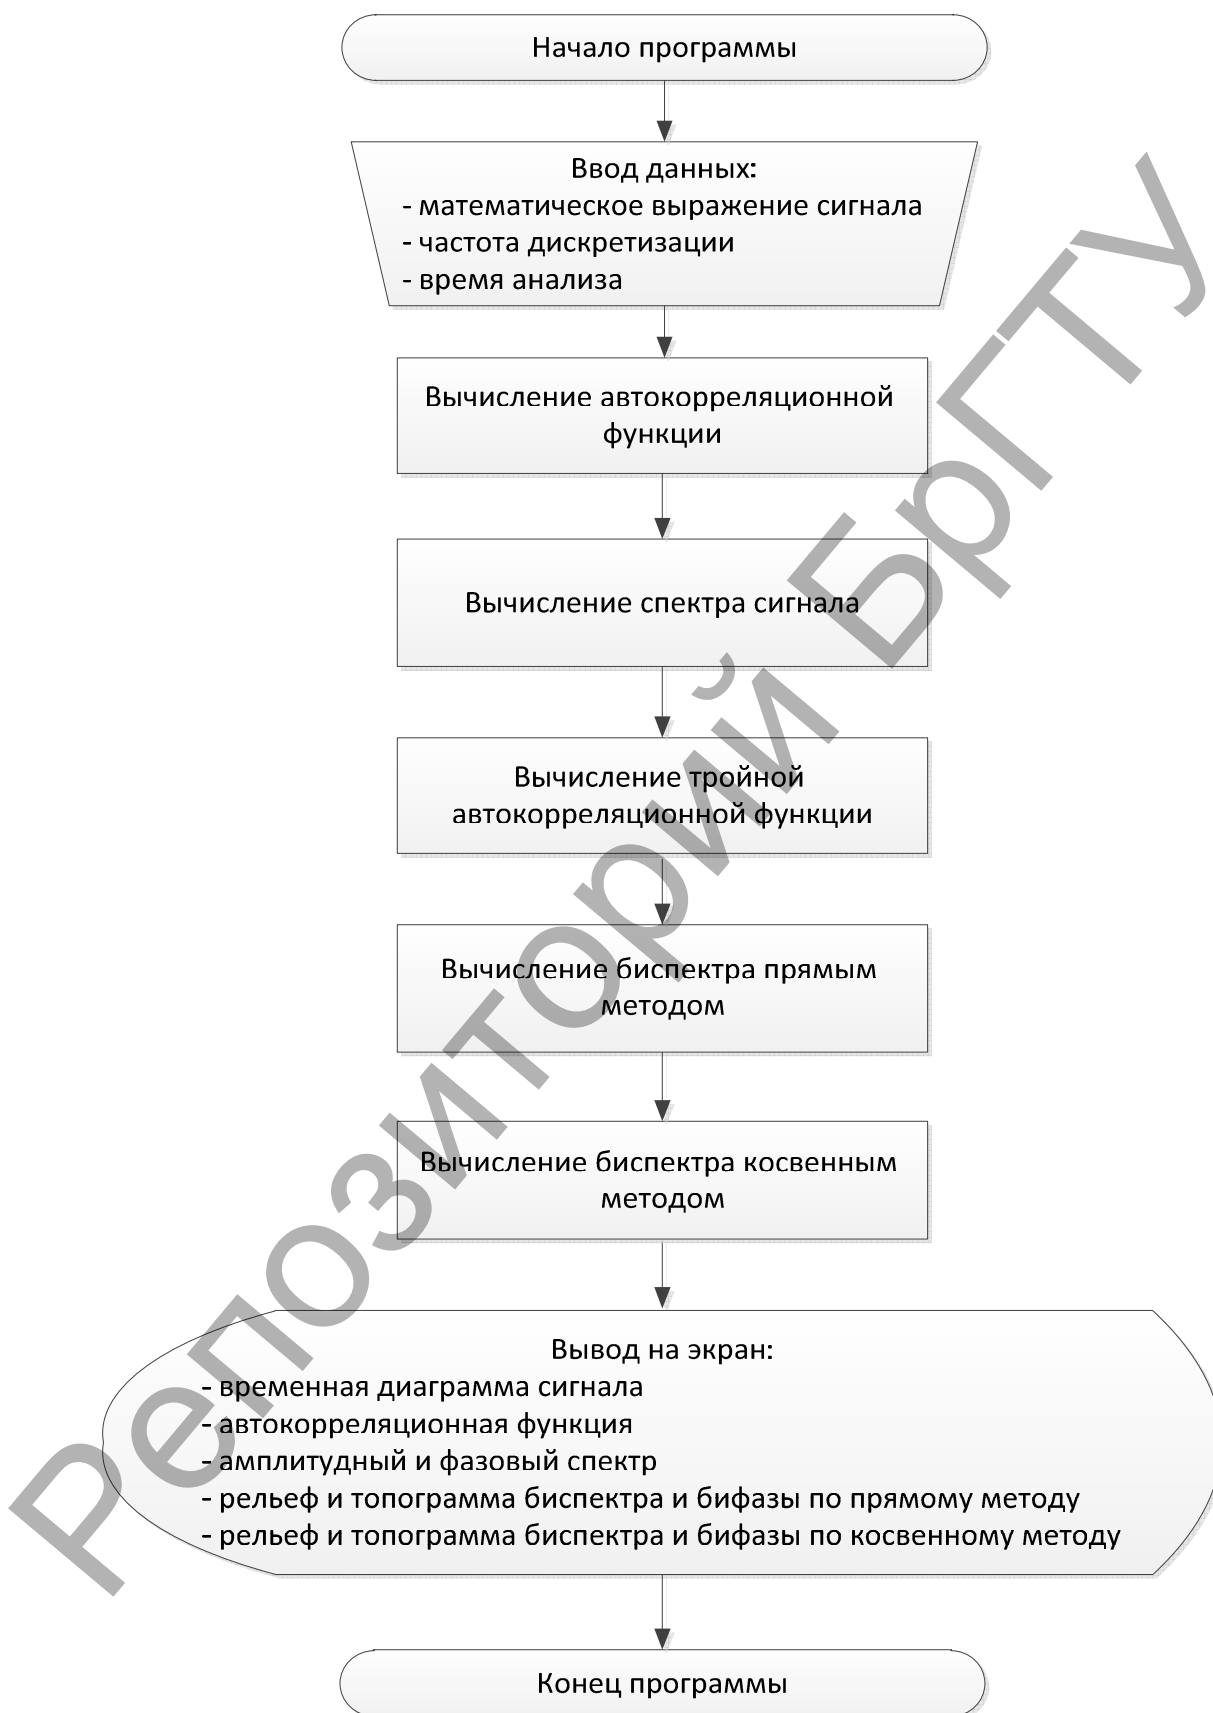 Начало программы
Ввод данных:
- математическое выражение сигнала
- частота дискретизации
- время анализа
Вычисление автокорреляционной
функции
Вычисление спектра сигнала
Вычисление тройной
автокорреляционной функции
Вычисление биспектра прямым
методом
Вычисление биспектра косвенным
методом
Вывод на экран:
- временная диаграмма сигнала
- автокорреляционная функция
- амплитудный и фазовый спектр
- рельеф и топограмма биспектра и бифазы по прямому методу
- рельеф и топограмма биспектра и бифазы по косвенному методу
Конец программы
Репозиторий БрГТУ